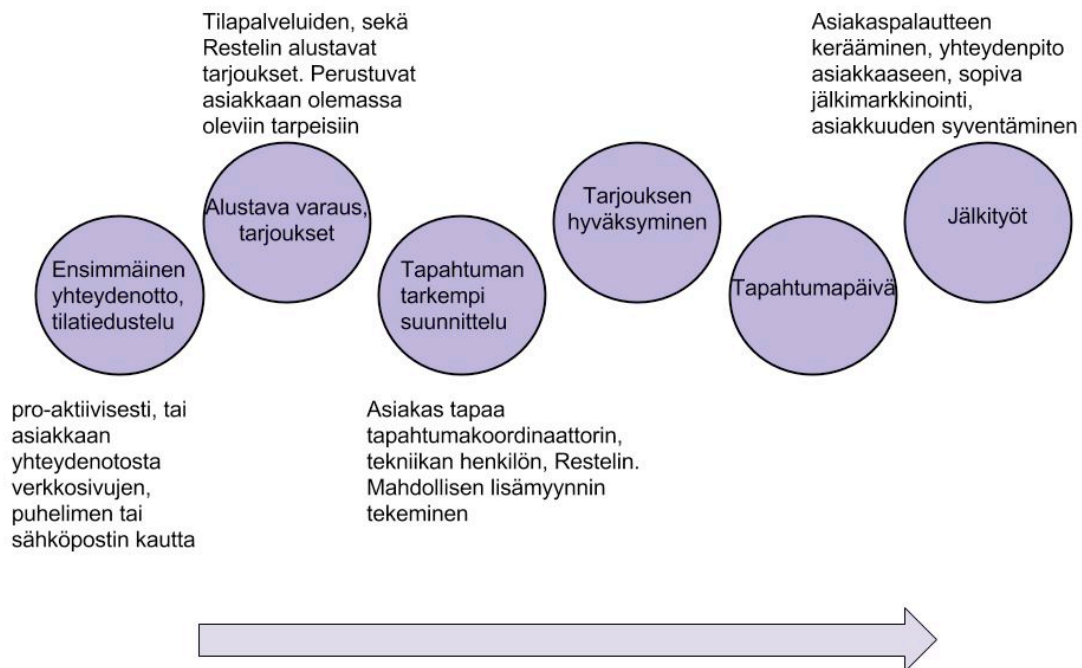 Tilapalveluiden, sekä
Restelin alustavat
tarjoukset. Perustuvat
asiakkaan olemassa
oleviin tarpeisiin
Asiakaspalautteen
kerääminen, yhteydenpito
asiakkaaseen, sopiva
jälkimarkkinointi,
asiakkuuden syventäminen
Ensimmäinen
yhteydenotto,
tilatiedustelu
Alustava varaus,
tarjoukset
Tapahtuman
tarkempi
suunnittelu
Tarjouksen
hyväksyminen
Tapahtumapäivä
Jälkityöt
pro-aktiivisesti, tai
asiakkaan
yhteydenotosta
verkkosivujen,
puhelimen tai
sähköpostin kautta
Asiakas tapaa
tapahtumakoordinaattorin,
tekniikan henkilön, Restelin.
Mahdollisen lisämyynnin
tekeminen